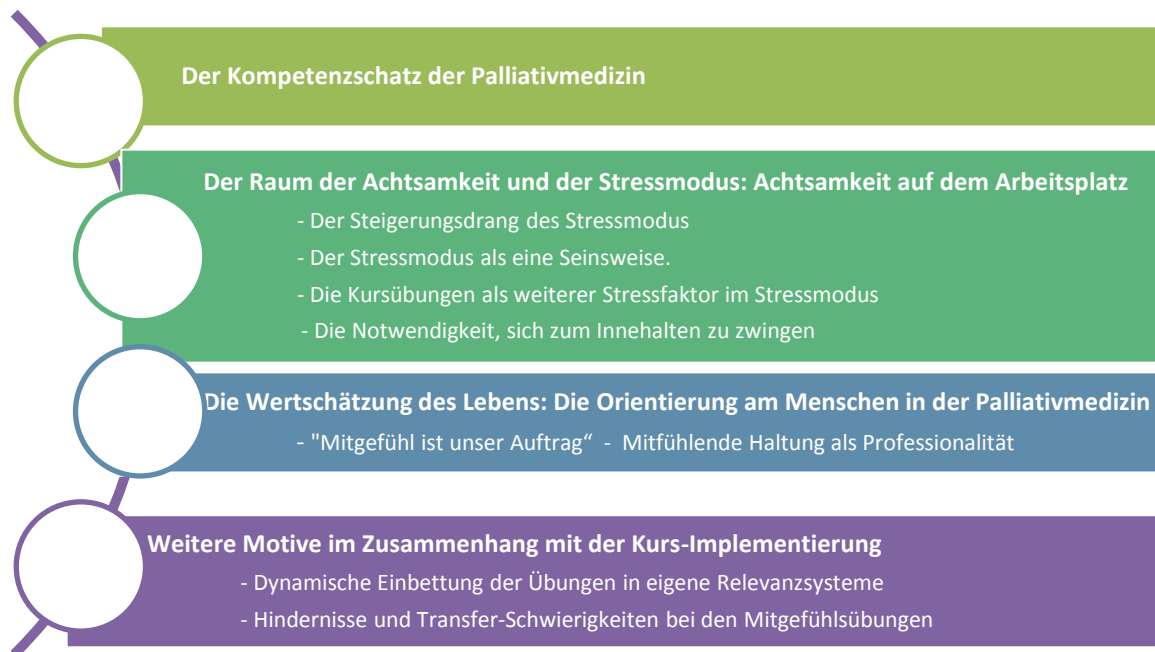 Der Kompetenzschatz der Palliativmedizin
Der Raum der Achtsamkeit und der Stressmodus: Achtsamkeit auf dem Arbeitsplatz
- Der Steigerungsdrang des Stressmodus
- Der Stressmodus als eine Seinsweise.
- Die Kursübungen als weiterer Stressfaktor im Stressmodus
- Die Notwendigkeit, sich zum Innehalten zu zwingen
Die Wertschätzung des Lebens: Die Orientierung am Menschen in der Palliativmedizin
- "Mitgefühl ist unser Auftrag“ - Mitfühlende Haltung als Professionalität
Weitere Motive im Zusammenhang mit der Kurs-Implementierung
- Dynamische Einbettung der Übungen in eigene Relevanzsysteme
- Hindernisse und Transfer-Schwierigkeiten bei den Mitgefühlsübungen